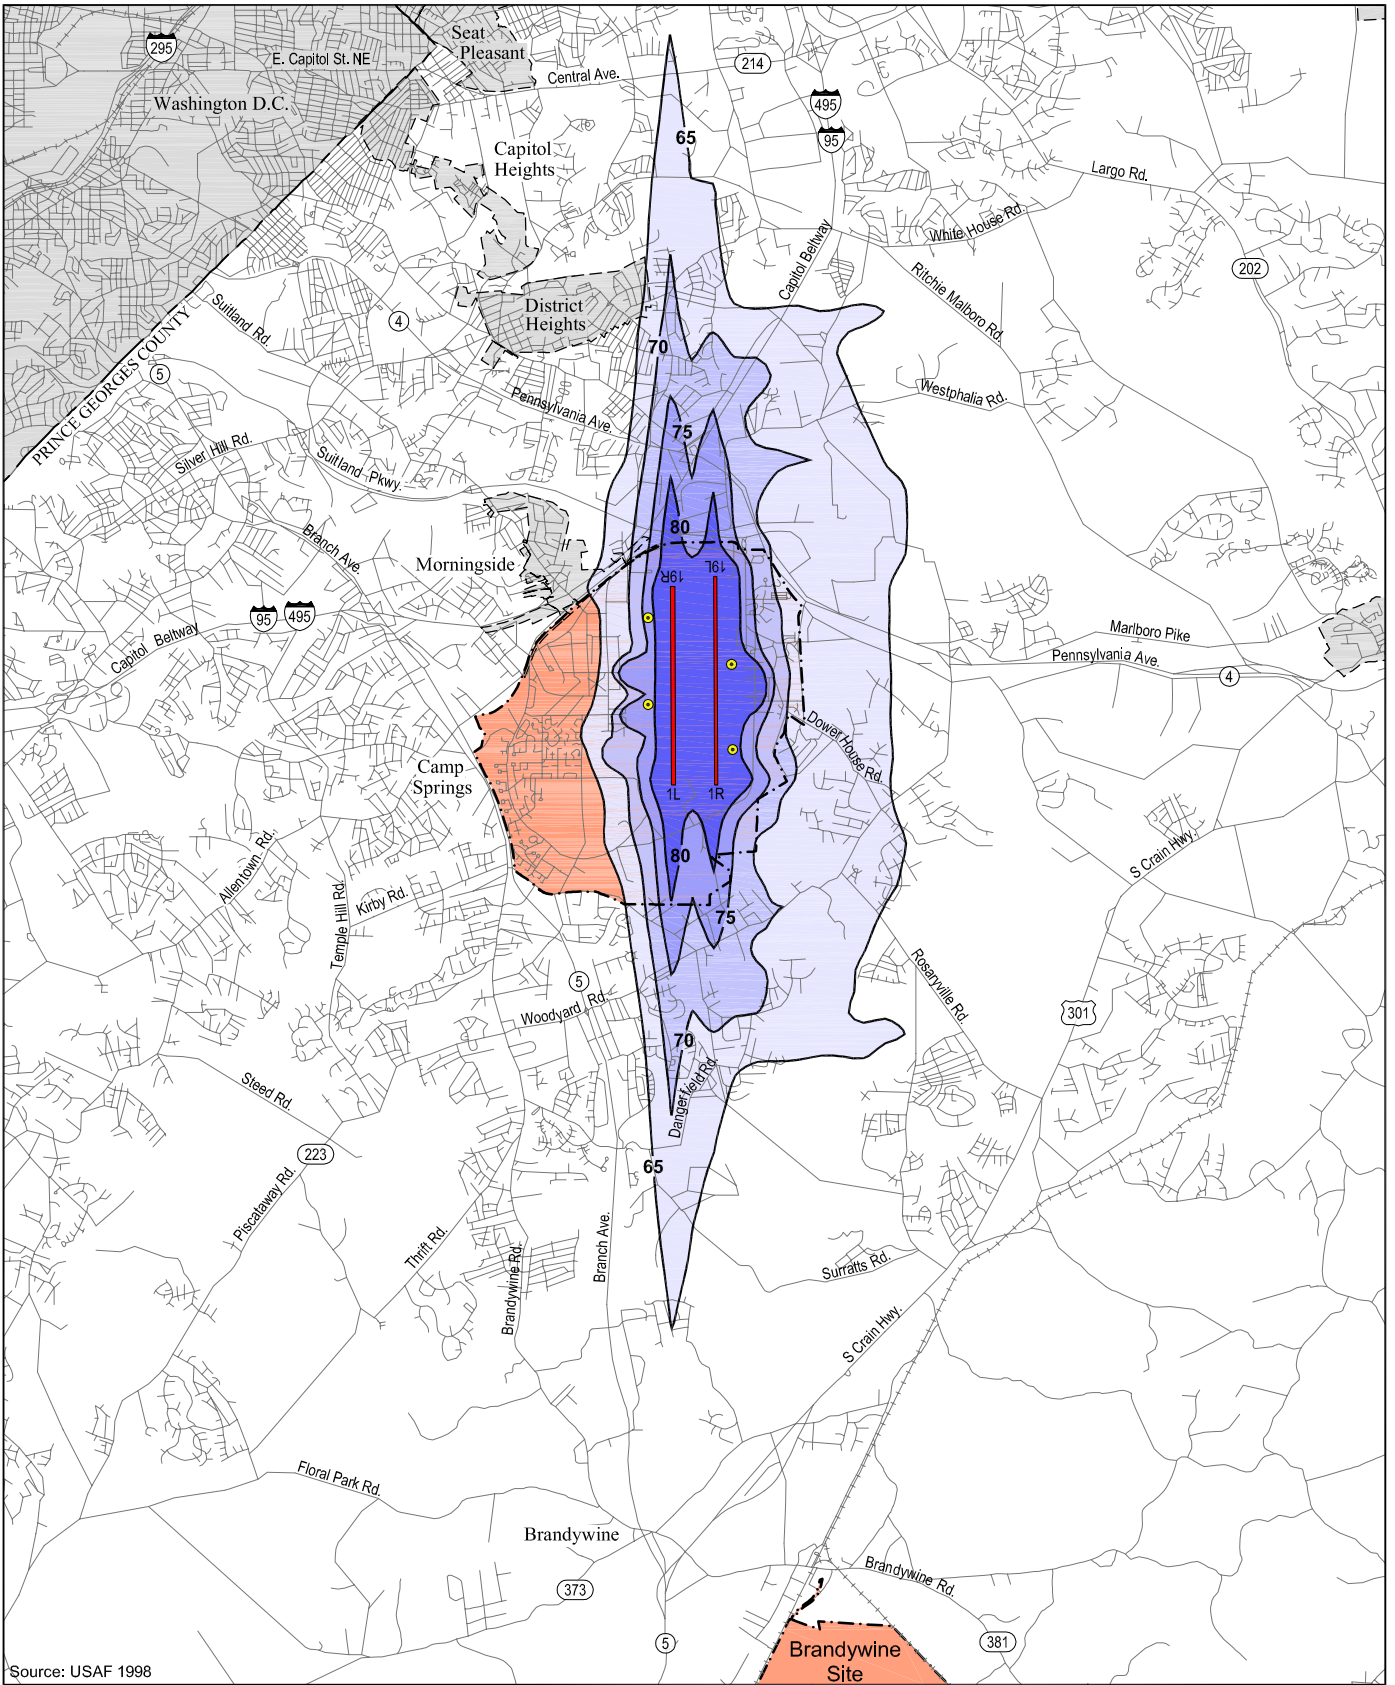 Seat
Pleasant
295
E. Capitol St. NE
Central Ave.
214
Washington D.C.
495
95
65
Capitol
Heights
Largo Rd.
White House Rd.
Capitol Beltway
202
Ritchie Malboro Rd.
Suitland Rd.
4
District
Heights
PRINCE GEORGES COUNTY
5
70
Westphalia Rd.
Pennsylvania Ave.
75
Silver Hill Rd.
Suitland Pkwy.
80
Branch Ave.
Morningside
19R
19L
95
495
Capitol Beltway
Marlboro Pike
Pennsylvania Ave.
4
Dower House Rd.
Camp
Springs
1L
1R
S Crain Hwy.
80
Allentown Rd.
Temple Hill Rd.
Kirby Rd.
75
Rosaryville Rd.
5
Woodyard Rd.
301
70
Dangerfield Rd.
Steed Rd.
223
65
Piscataway Rd.
Thrift Rd.
Brandywine Rd.
Branch Ave.
Surratts Rd.
S Crain Hwy.
Floral Park Rd.
Brandywine
373
Brandywine Rd.
5
381
Brandywine
Site
Source: USAF 1998